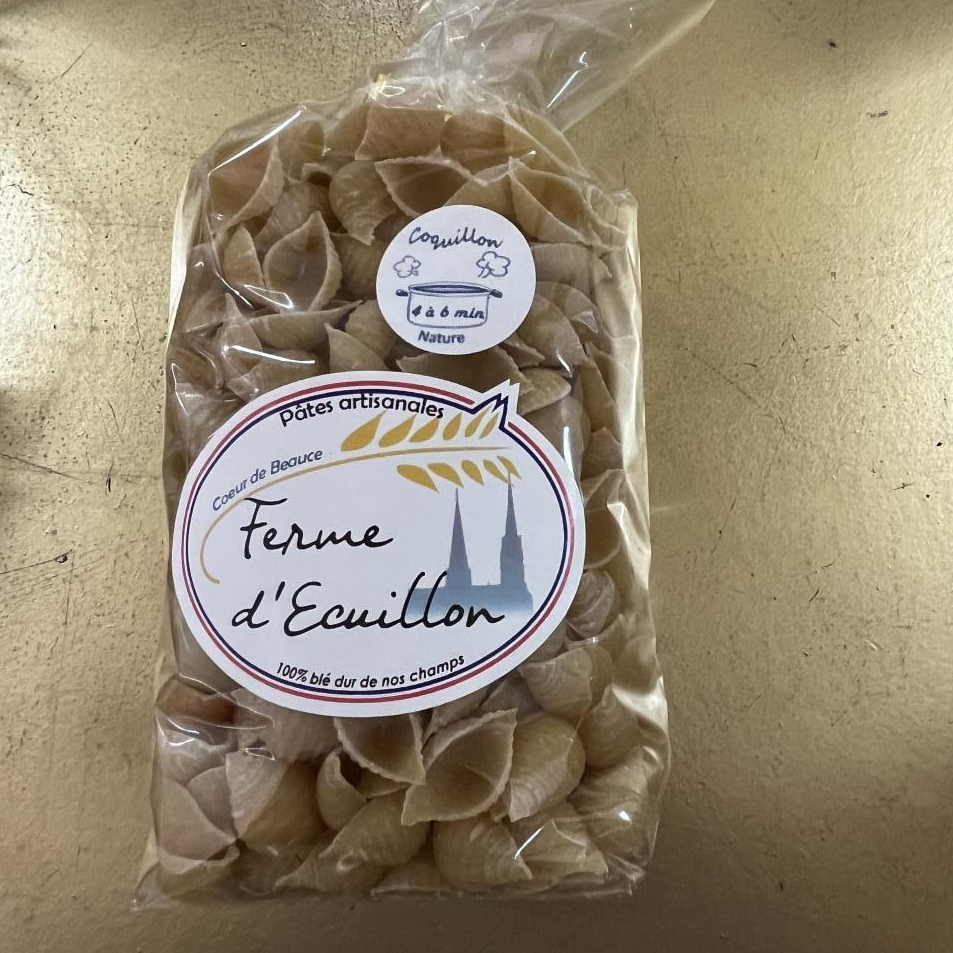 Coquillon
4 à 6 min
Nature
Pâtes artisanales
Coeur de Beauce
Ferme
d'Ecuillon
100% blé dur de nos champs